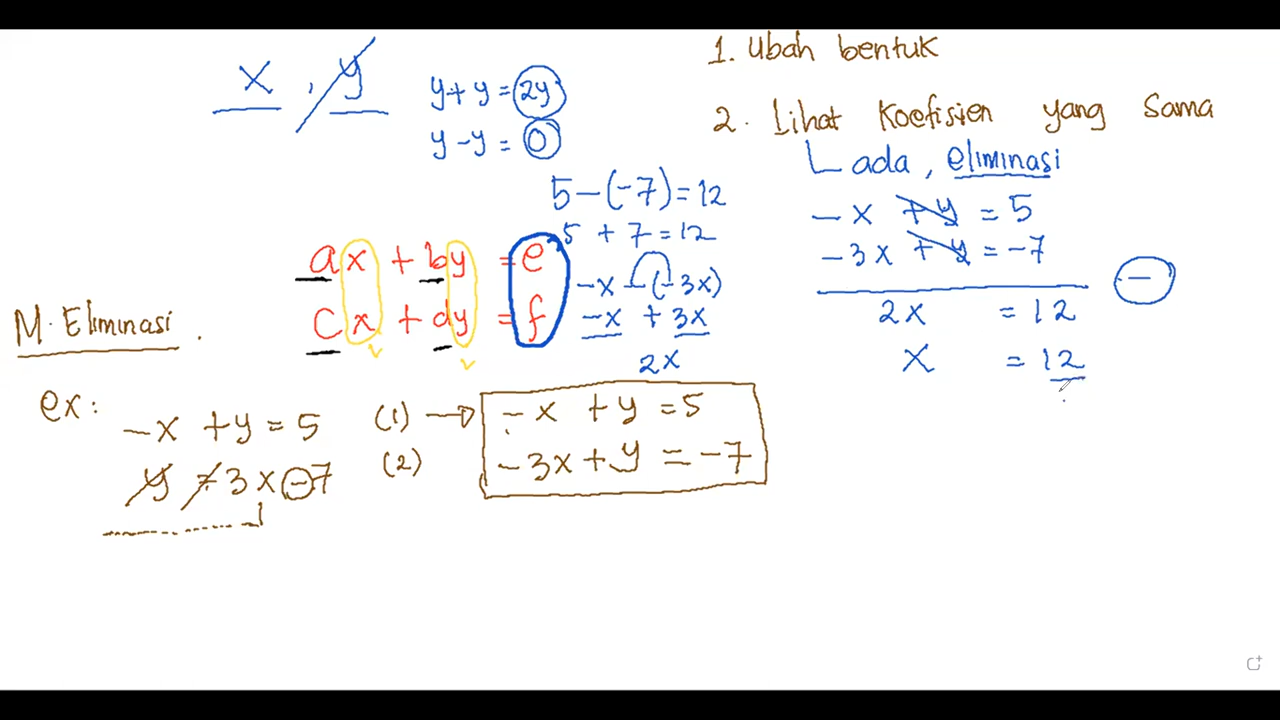 x , y
y + y = 2y
y - y = 0
1. Ubah bentuk
2. Lihat Koefisien yang Sama
ada, eliminasi
-x + y = 5
-3x + y = -7
-
2x = 12
x = 12
5 - (-7) = 12
5 + 7 = 12
-x - (-3x)
-x + 3x
2x
ax + by = e
cx + dy = f
M. Eliminasi.
ex:
-x + y = 5 (1)
y = 3x - 7 (2)
-x + y = 5
-3x + y = -7